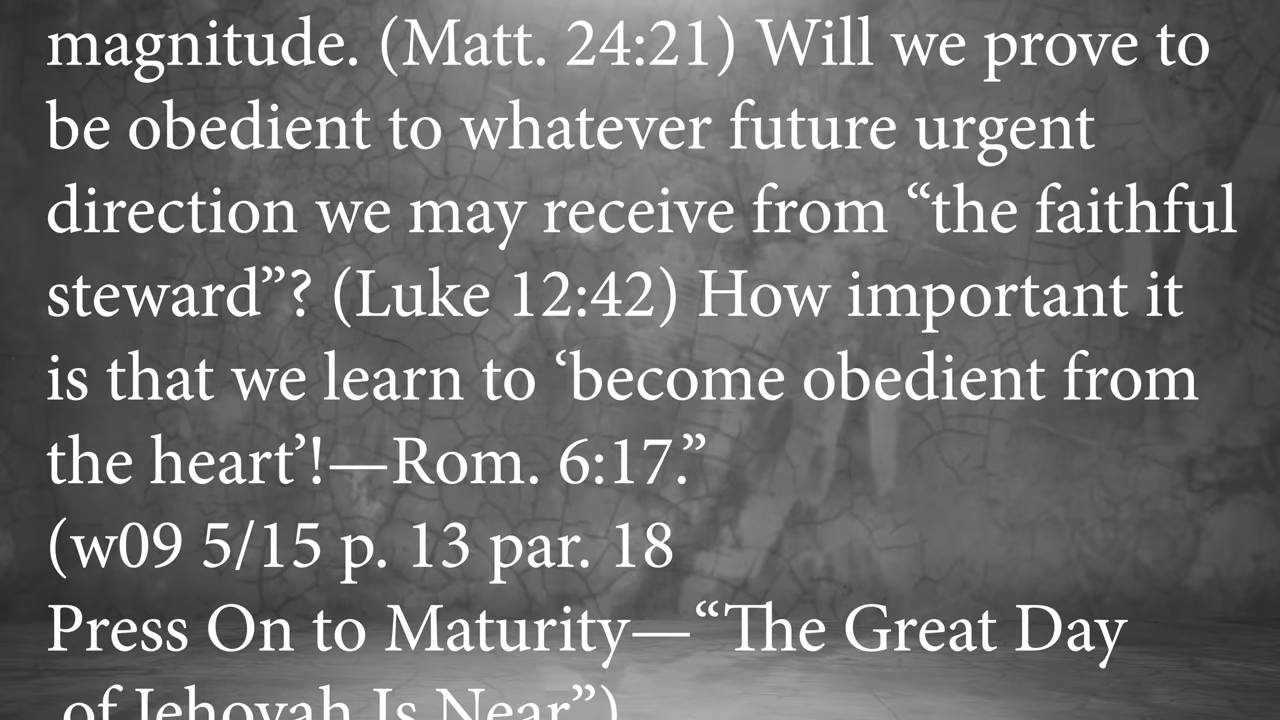 magnitude. (Matt. 24:21) Will we prove to
be obedient to whatever future urgent
direction we may receive from “the faithful
steward”? (Luke 12:42) How important it
is that we learn to ‘become obedient from
the heart’!—Rom. 6:17.”
(w09 5/15 p. 13 par. 18
Press On to Maturity—“The Great Day
of Jehovah Is Near”)